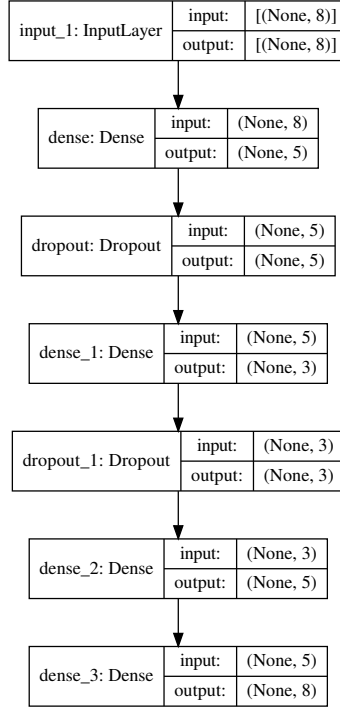 input_1: InputLayer
input: [(None, 8)]
output: [(None, 8)]
dense: Dense
input: (None, 8)
output: (None, 5)
dropout: Dropout
input: (None, 5)
output: (None, 5)
dense_1: Dense
input: (None, 5)
output: (None, 3)
dropout_1: Dropout
input: (None, 3)
output: (None, 3)
dense_2: Dense
input: (None, 3)
output: (None, 5)
dense_3: Dense
input: (None, 5)
output: (None, 8)